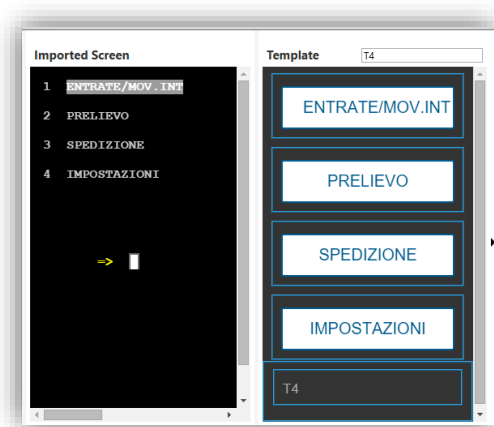 Imported Screen
1 ENTRATE/MOV.INT
2 PRELIEVO
3 SPEDIZIONE
4 IMPOSTAZIONI
=>
Template T4
ENTRATE/MOV.INT
PRELIEVO
SPEDIZIONE
IMPOSTAZIONI
T4